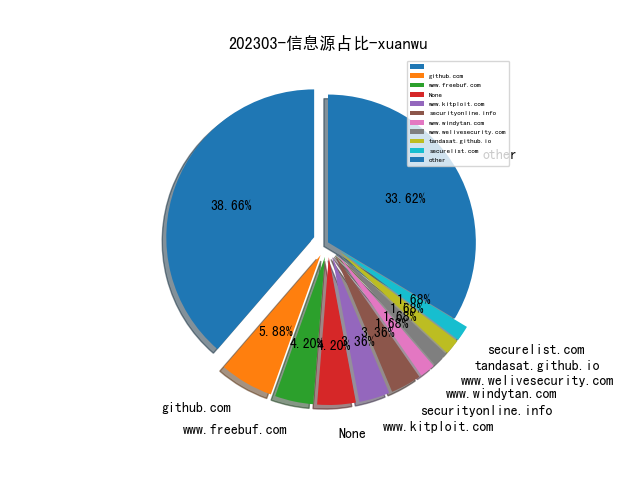 202303-信息源占比-xuanwu
github.com
www.freebuf.com
None
www.kitploit.com
securityonline.info
www.windytan.com
www.welivesecurity.com
tandasat.github.io
securelist.com
other
other
38.66%
33.62%
5.88%
4.20%
4.20%
3.36%
3.36%
1.68%
1.68%
1.68%
1.68%
securelist.com
tandasat.github.io
www.welivesecurity.com
www.windytan.com
securityonline.info
www.kitploit.com
None
www.freebuf.com
github.com